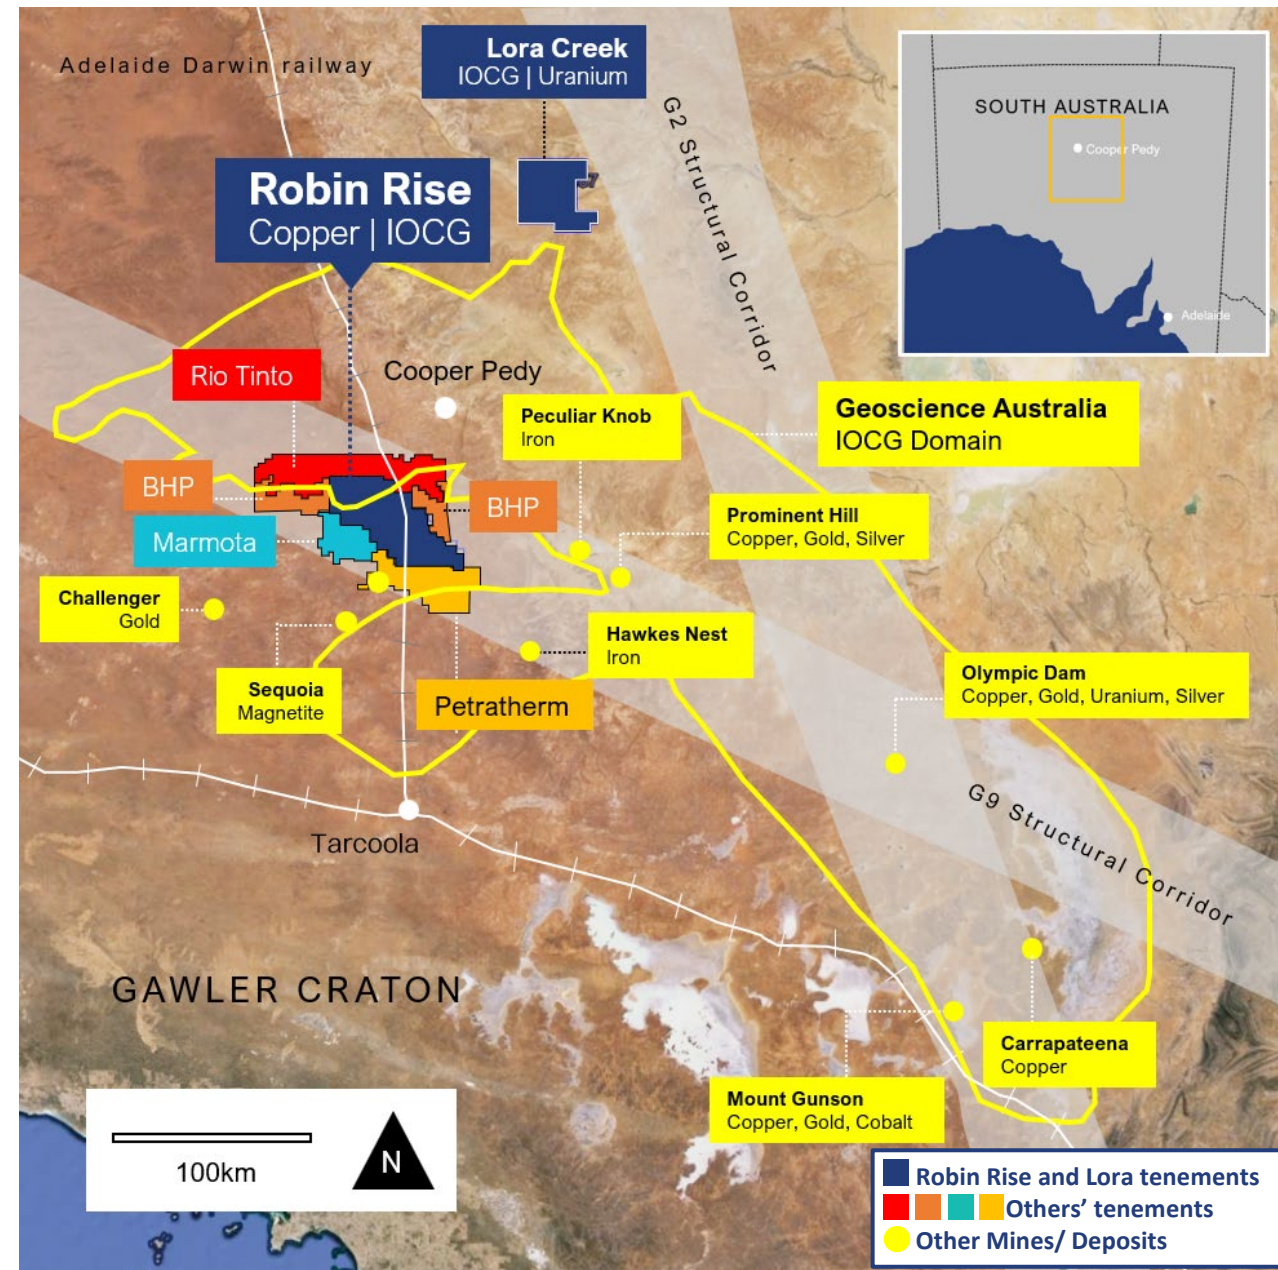 Adelaide Darwin railway
Lora Creek
IOCG | Uranium
G2 Structural Corridor
SOUTH AUSTRALIA
Cooper Pedy
Adelaide
Robin Rise
Copper | IOCG
Rio Tinto
Cooper Pedy
Peculiar Knob
Iron
Geoscience Australia
IOCG Domain
BHP
BHP
Marmota
Prominent Hill
Copper, Gold, Silver
Challenger
Gold
Hawkes Nest
Iron
Sequoia
Magnetite
Petratherm
Olympic Dam
Copper, Gold, Uranium, Silver
G9 Structural Corridor
Tarcoola
GAWLER CRATON
Carrapateena
Copper
Mount Gunson
Copper, Gold, Cobalt
100km
N
Robin Rise and Lora tenements
Others’ tenements
Other Mines/ Deposits